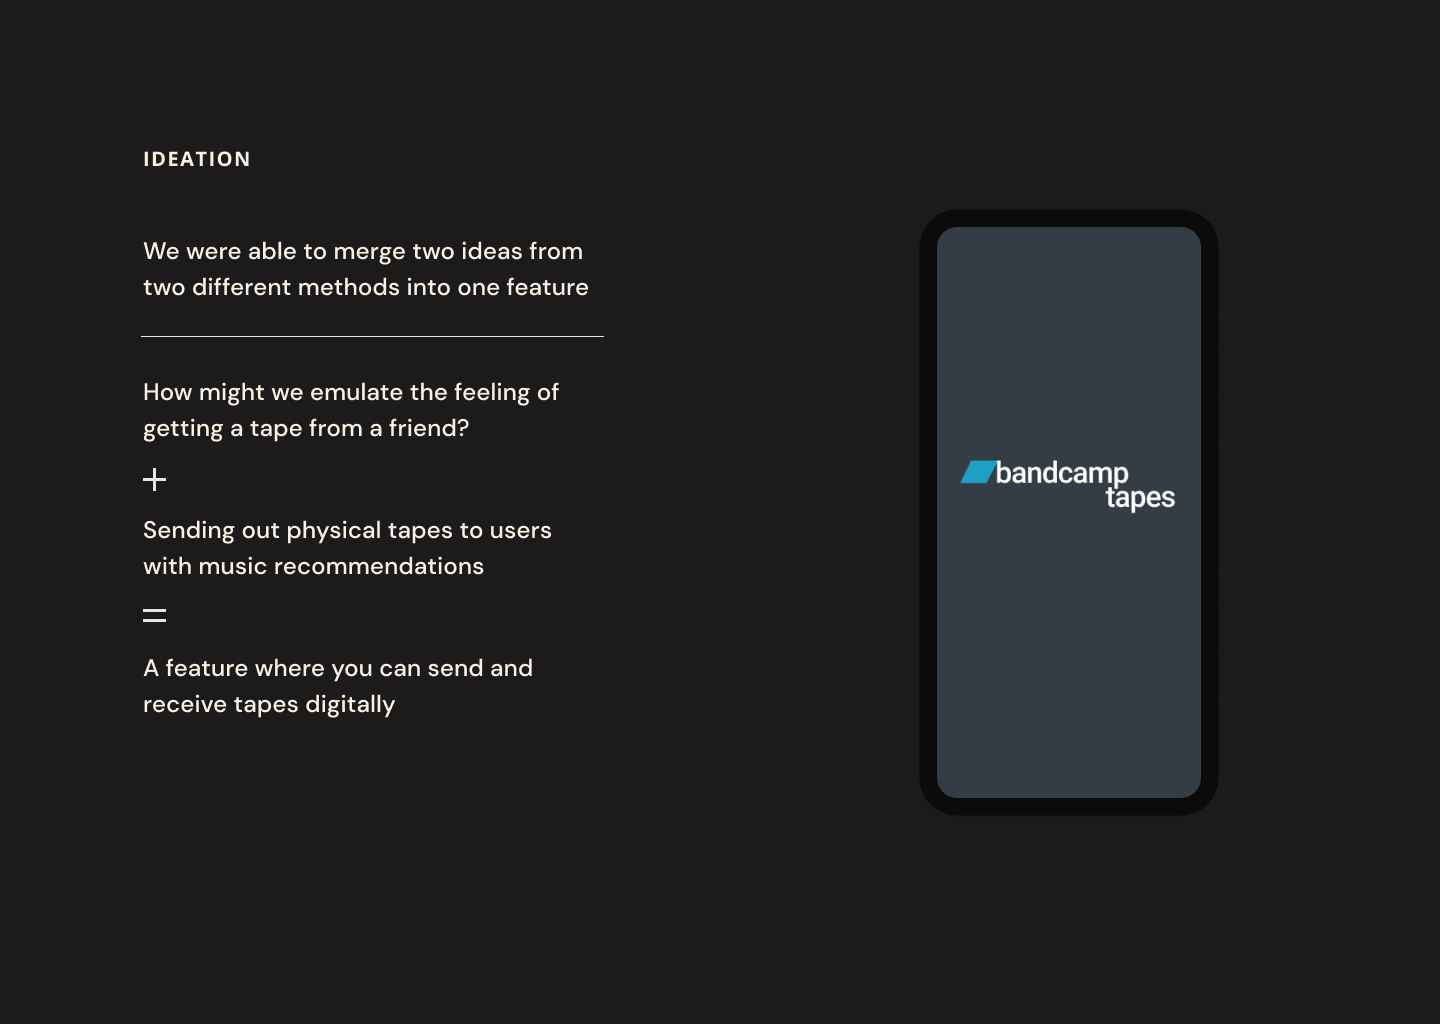 IDEATION
We were able to merge two ideas from
two different methods into one feature
How might we emulate the feeling of
getting a tape from a friend?
+
Sending out physical tapes to users
with music recommendations
=
A feature where you can send and
receive tapes digitally
bandcamp
tapes